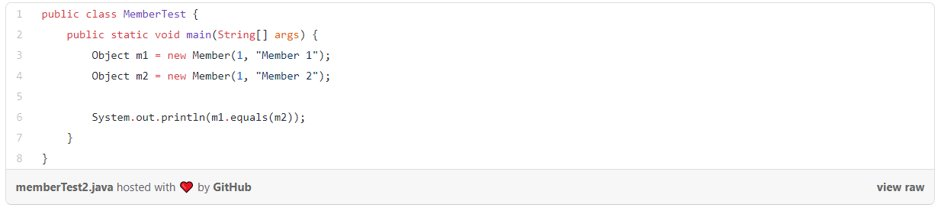 1 public class MemberTest {
2 public static void main(String[] args) {
3 Object m1 = new Member(1, "Member 1");
4 Object m2 = new Member(1, "Member 2");
5
6 System.out.println(m1.equals(m2));
7 }
8 }
memberTest2.java hosted with ❤ by GitHub view raw